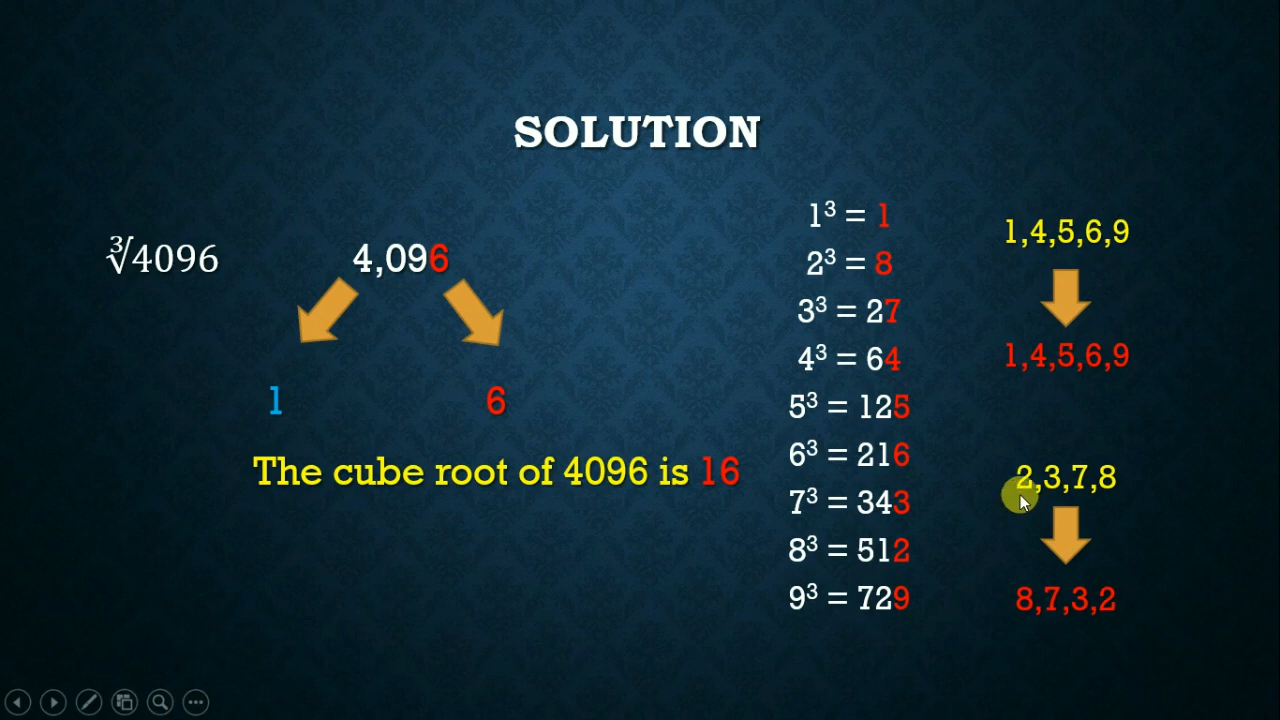 SOLUTION
∛4096
4,096
1
6
The cube root of 4096 is 16
1³ = 1
2³ = 8
3³ = 27
4³ = 64
5³ = 125
6³ = 216
7³ = 343
8³ = 512
9³ = 729
1,4,5,6,9
1,4,5,6,9
2,3,7,8
8,7,3,2